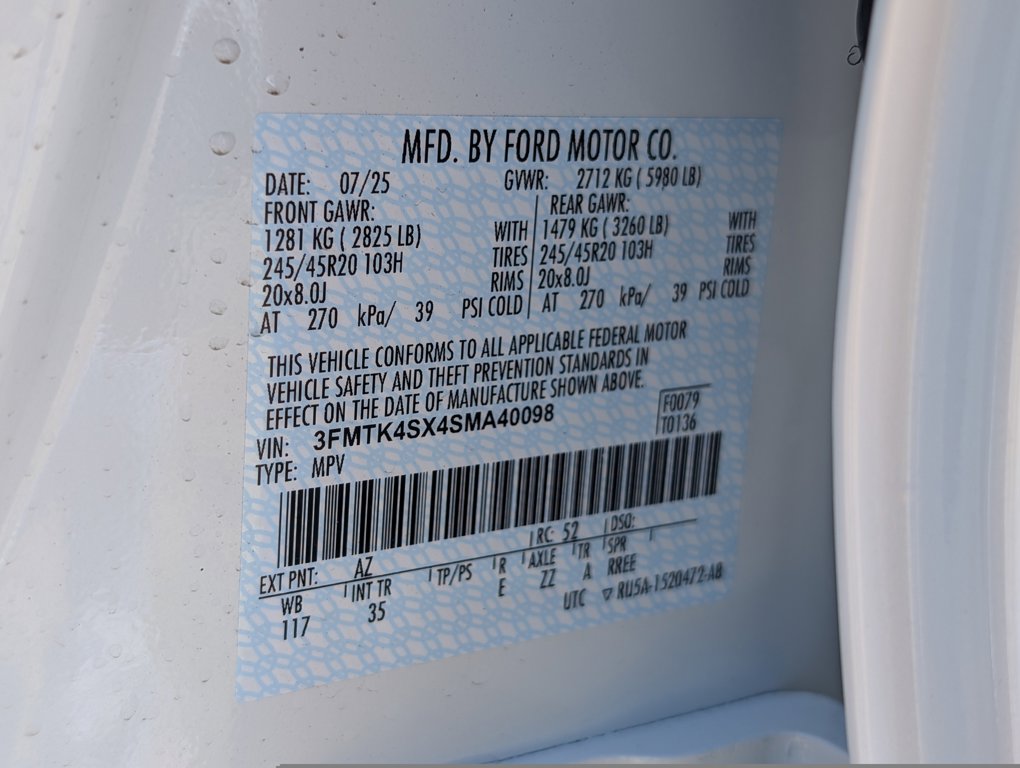 MFD. BY FORD MOTOR CO.
DATE: 07/25 GVWR: 2712 KG ( 5980 LB)
FRONT GAWR: REAR GAWR:
1281 KG ( 2825 LB) WITH 1479 KG ( 3260 LB) WITH
245/45R20 103H TIRES 245/45R20 103H TIRES
20x8.0J RIMS 20x8.0J RIMS
AT 270 kPa/ 39 PSI COLD AT 270 kPa/ 39 PSI COLD
THIS VEHICLE CONFORMS TO ALL APPLICABLE FEDERAL MOTOR
VEHICLE SAFETY AND THEFT PREVENTION STANDARDS IN
EFFECT ON THE DATE OF MANUFACTURE SHOWN ABOVE.
VIN: 3FMTK4SX4SMA40098 F0079
TYPE: MPV T0136
EXT PNT: AZ RC: 52 DSO:
WB INT TR TP/PS R AXLE TR SPR
117 35 E ZZ A RREE
UTC ▽ RU5A-1520472-AB